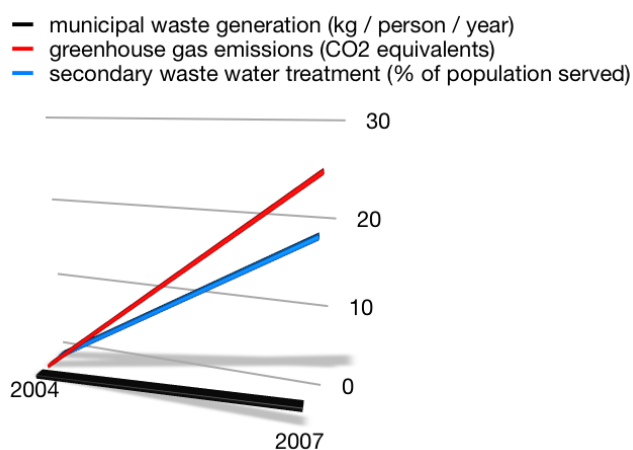 municipal waste generation (kg / person / year)
greenhouse gas emissions (CO2 equivalents)
secondary waste water treatment (% of population served)
30
20
10
0
2004
2007